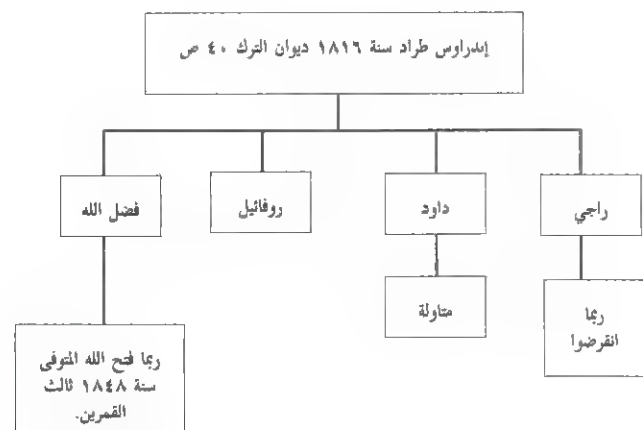 إندراوس طراد سنة ١٨١٦ ديوان الترك ٤٠ ص
راجي
داود
روفائيل
فضل الله
ربما
انقرضوا
متاولة
ربما فتح الله المتوفى
سنة ١٨٤٨ ثالث
القمرين.